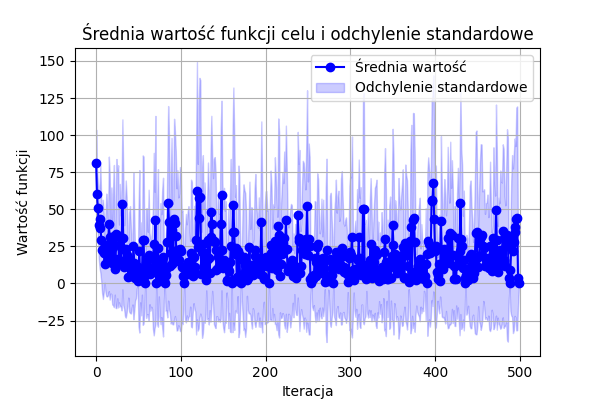 Średnia wartość funkcji celu i odchylenie standardowe
Średnia wartość
Odchylenie standardowe
Wartość funkcji
150
125
100
75
50
25
0
−25
0 100 200 300 400 500
Iteracja